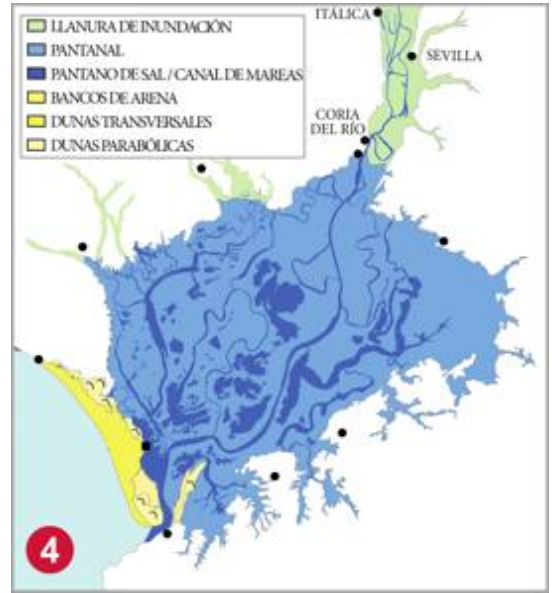 LLANURA DE INUNDACIÓN
PANTANAL
PANTANO DE SAL / CANAL DE MAREAS
BANCOS DE ARENA
DUNAS TRANSVERSALES
DUNAS PARABÓLICAS
ITÁLICA
SEVILLA
CORIA
DEL RÍO
4